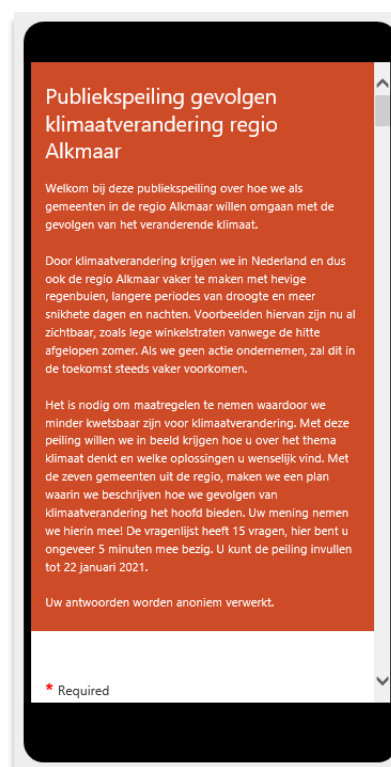 Publiekspeiling gevolgen
klimaatverandering regio
Alkmaar
Welkom bij deze publiekspeiling over hoe we als
gemeenten in de regio Alkmaar willen omgaan met de
gevolgen van het veranderende klimaat.
Door klimaatverandering krijgen we in Nederland en dus
ook de regio Alkmaar vaker te maken met hevige
regenbuien, langere periodes van droogte en meer
snikhete dagen en nachten. Voorbeelden hiervan zijn nu al
zichtbaar, zoals lege winkelstraten vanwege de hitte
afgelopen zomer. Als we geen actie ondernemen, zal dit in
de toekomst steeds vaker voorkomen.
Het is nodig om maatregelen te nemen waardoor we
minder kwetsbaar zijn voor klimaatverandering. Met deze
peiling willen we in beeld krijgen hoe u over het thema
klimaat denkt en welke oplossingen u wenselijk vind. Met
de zeven gemeenten uit de regio, maken we een plan
waarin we beschrijven hoe we gevolgen van
klimaatverandering het hoofd bieden. Uw mening nemen
we hierin mee! De vragenlijst heeft 15 vragen, hier bent u
ongeveer 5 minuten mee bezig. U kunt de peiling invullen
tot 22 januari 2021.
Uw antwoorden worden anoniem verwerkt.
* Required